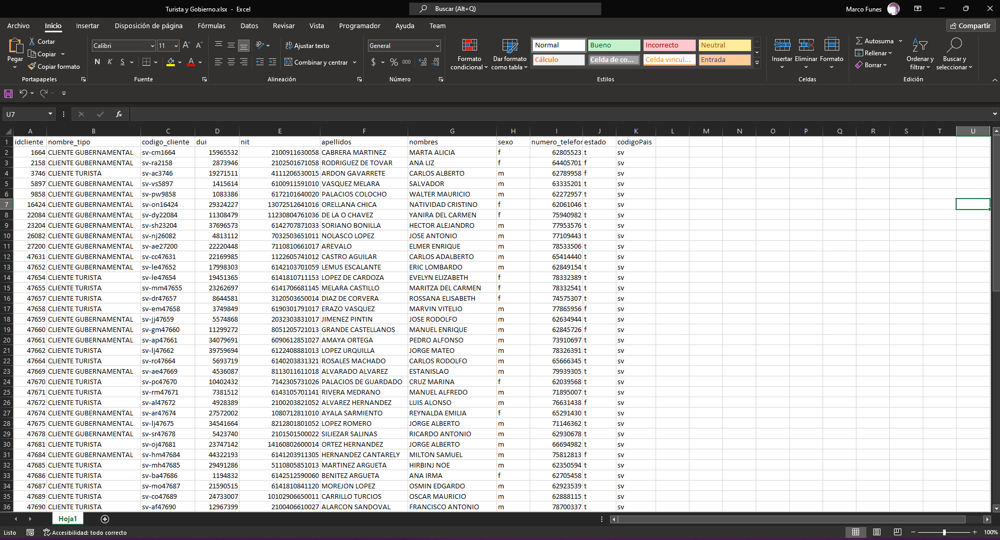 Turista y Gobierno.xlsx - Excel
Buscar (Alt+Q)
Marco Funes
Archivo Inicio Insertar Disposición de página Fórmulas Datos Revisar Vista Programador Ayuda Team
Compartir
Pegar
Cortar
Copiar
Copiar formato
Portapapeles
Calibri 11
N K S
Fuente
Ajustar texto
Combinar y centrar
Alineación
General
$ % 000
Número
Formato condicional
Dar formato como tabla
Normal Bueno Incorrecto Neutral
Cálculo Celda de co... Celda vincul... Entrada
Estilos
Insertar Eliminar Formato
Celdas
Autosuma
Rellenar
Borrar
Ordenar y filtrar
Buscar y seleccionar
Edición
U7
fx
A B C D E F G H I J K L M N O P Q R S T U
1 idcliente nombre_tipo codigo_cliente dui nit apellidos nombres sexo numero_telefor estado codigoPais
2 1664 CLIENTE GUBERNAMENTAL sv-cm1664 15965532 2100911630058 CABRERA MARTINEZ MARTA ALICIA f 62805523 t sv
3 2158 CLIENTE GUBERNAMENTAL sv-ra2158 2873946 2102501671058 RODRIGUEZ DE TOVAR ANA LIZ f 64405701 f sv
4 3746 CLIENTE TURISTA sv-ac3746 19271511 4111206530015 ARDON GAVARRETE CARLOS ALBERTO m 62789958 f sv
5 5897 CLIENTE GUBERNAMENTAL sv-vs5897 1415614 6100911591010 VASQUEZ MELARA SALVADOR m 63335201 t sv
6 9858 CLIENTE GUBERNAMENTAL sv-pw9858 1083386 6172101640020 PALACIOS COLOCHO WALTER MAURICIO m 62272957 t sv
7 16424 CLIENTE GUBERNAMENTAL sv-on16424 29324227 13072512641016 ORELLANA CHICA NATIVIDAD CRISTINO f 62061046 t sv
8 22084 CLIENTE GUBERNAMENTAL sv-dy22084 11308479 11230804761036 DE LA O CHAVEZ YANIRA DEL CARMEN f 75940982 t sv
9 23204 CLIENTE GUBERNAMENTAL sv-sh23204 37696573 6142707871033 SORIANO BONILLA HECTOR ALEJANDRO m 77953576 t sv
10 26082 CLIENTE GUBERNAMENTAL sv-nj26082 4813112 7032503651011 NOLASCO LOPEZ JOSE ANTONIO m 77109443 t sv
11 27200 CLIENTE GUBERNAMENTAL sv-ae27200 22220448 7110810661017 AREVALO ELMER ENRIQUE m 78533506 t sv
12 47631 CLIENTE GUBERNAMENTAL sv-cc47631 22169985 1122605741012 CASTRO AGUILAR CARLOS ADALBERTO m 65414440 t sv
13 47652 CLIENTE GUBERNAMENTAL sv-le47652 17998303 6142103701059 LEMUS ESCALANTE ERIC LOMBARDO m 62849154 t sv
14 47654 CLIENTE TURISTA sv-le47654 19451365 6141810711153 LOPEZ DE CARDOZA EVELYN ELIZABETH f 78332389 t sv
15 47655 CLIENTE TURISTA sv-mm47655 23262697 6141706681145 MELARA CASTILLO MARITZA DEL CARMEN f 78332541 t sv
16 47657 CLIENTE TURISTA sv-dr47657 8644581 3120503650014 DIAZ DE CORVERA ROSSANA ELISABETH f 74575307 t sv
17 47658 CLIENTE TURISTA sv-em47658 3749849 6190301791017 ERAZO VASQUEZ MARVIN VITELIO m 77865956 f sv
18 47659 CLIENTE GUBERNAMENTAL sv-jj47659 5574868 2032303831017 JIMENEZ PINTIN JOSE RODOLFO m 62634944 t sv
19 47660 CLIENTE GUBERNAMENTAL sv-gm47660 11299272 8051205721013 GRANDE CASTELLANOS MANUEL ENRIQUE m 62845726 f sv
20 47661 CLIENTE GUBERNAMENTAL sv-ap47661 34079691 6090612851027 AMAYA ORTEGA PEDRO ALFONSO m 73910697 t sv
21 47662 CLIENTE TURISTA sv-lj47662 39759694 6122408881013 LOPEZ URQUILLA JORGE MATEO m 78326391 t sv
22 47664 CLIENTE TURISTA sv-rc47664 5693719 6140203831321 ROSALES MACHADO CARLOS RODOLFO m 65666345 t sv
23 47669 CLIENTE GUBERNAMENTAL sv-ae47669 4536087 8113011611018 ALVARADO ALVAREZ ESTANISLAO m 79939305 t sv
24 47670 CLIENTE TURISTA sv-pc47670 10402432 7142305731026 PALACIOS DE GUARDADO CRUZ MARINA f 62039568 t sv
25 47671 CLIENTE TURISTA sv-rm47671 7381512 6143105701141 RIVERA MEDRANO MANUEL ALFREDO m 71895007 t sv
26 47672 CLIENTE TURISTA sv-al47672 4928389 2100203821052 ALVAREZ HERNANDEZ LUIS ALONSO m 76631438 f sv
27 47674 CLIENTE GUBERNAMENTAL sv-ar47674 27572002 1080712811010 AYALA SARMIENTO REYNALDA EMILIA f 65291430 t sv
28 47675 CLIENTE GUBERNAMENTAL sv-lj47675 34541664 8212801801052 LOPEZ ROMERO JORGE ALBERTO m 71146362 t sv
29 47678 CLIENTE GUBERNAMENTAL sv-sr47678 5423740 2101501500022 SILIEZAR SALINAS RICARDO ANTONIO m 62930678 t sv
30 47681 CLIENTE TURISTA sv-oj47681 23747142 14160802600014 ORTEZ HERNANDEZ JORGE ALBERTO m 66694982 t sv
31 47684 CLIENTE GUBERNAMENTAL sv-hm47684 44322193 6141203911305 HERNANDEZ CANTARELY MILTON SAMUEL m 75812813 f sv
32 47685 CLIENTE TURISTA sv-mh47685 29491286 5110805851013 MARTINEZ ARGUETA HIRBINJ NOE m 62350594 t sv
33 47686 CLIENTE TURISTA sv-ba47686 1194832 6142512590060 BENITEZ ARGUETA ANA IRMA f 62705458 t sv
34 47687 CLIENTE TURISTA sv-mo47687 21590515 6141810841120 MOREJON LOPEZ OSMIN EDGARDO m 62923539 t sv
35 47689 CLIENTE TURISTA sv-co47689 24733007 10102906650011 CARRILLO TURCIOS OSCAR MAURICIO m 62888115 t sv
36 47690 CLIENTE TURISTA sv-af47690 12967399 2100406610027 ALARCON SANDOVAL FRANCISCO ANTONIO m 78700337 t sv
Hoja1
Listo
Accesibilidad: todo correcto
100%